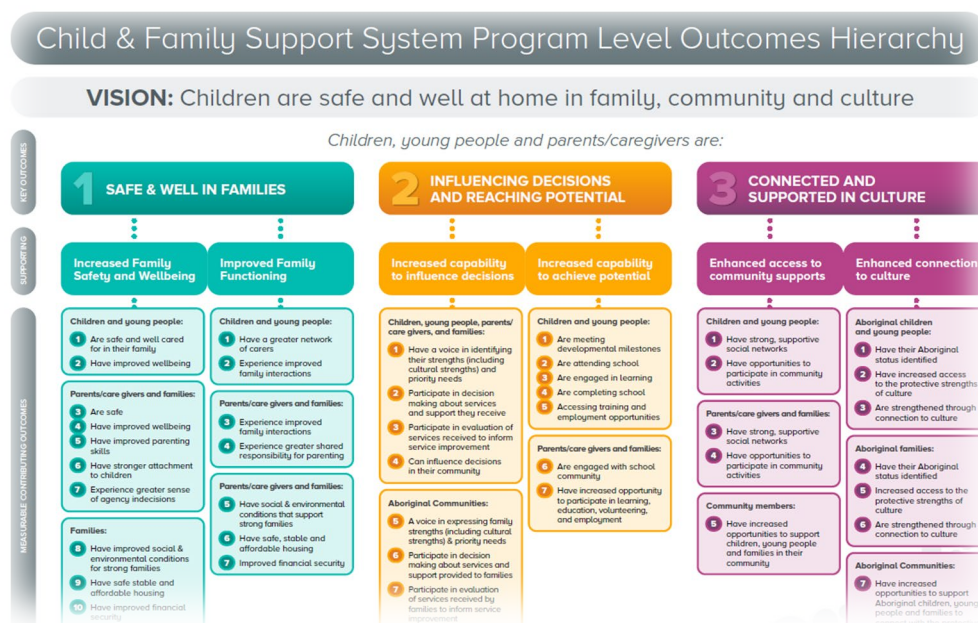 Child & Family Support System Program Level Outcomes Hierarchy
VISION: Children are safe and well at home in family, community and culture
Children, young people and parents/caregivers are:
KEY OUTCOMES
1
SAFE & WELL IN FAMILIES
2
INFLUENCING DECISIONS
AND REACHING POTENTIAL
3
CONNECTED AND
SUPPORTED IN CULTURE
SUPPORTING
Increased Family
Safety and Wellbeing
Improved Family
Functioning
Increased capability
to influence decisions
Increased capability
to achieve potential
Enhanced access to
community supports
Enhanced connection
to culture
MEASURABLE CONTRIBUTING OUTCOMES
Children and young people:
1 Are safe and well cared
for in their family
2 Have improved wellbeing
Parents/care givers and families:
3 Are safe
4 Have improved wellbeing
5 Have improved parenting
skills
6 Have stronger attachment
to children
7 Experience greater sense
of agency indecisions
Families:
8 Have improved social &
environmental conditions
for strong families
9 Have safe stable and
affordable housing
10 Have improved financial
security
Children and young people:
1 Have a greater network
of carers
2 Experience improved
family interactions
Parents/care givers and families:
3 Experience improved
family interactions
4 Experience greater shared
responsibility for parenting
Parents/care givers and families:
5 Have social & environmental
conditions that support
strong families
6 Have safe, stable and
affordable housing
7 Improved financial security
Children, young people, parents/
care givers, and families:
1 Have a voice in identifying
their strengths (including
cultural strengths) and
priority needs
2 Participate in decision
making about services
and support they receive
3 Participate in evaluation of
services received to inform
service improvement
4 Can influence decisions
in their community
Aboriginal Communities:
5 A voice in expressing family
strengths (including cultural
strengths) & priority needs
6 Participate in decision
making about services and
support provided to families
7 Participate in evaluation
of services received by
families to inform service
improvement
Children and young people:
1 Are meeting
developmental milestones
2 Are attending school
3 Are engaged in learning
4 Are completing school
5 Accessing training and
employment opportunities
Parents/care givers and families:
6 Are engaged with school
community
7 Have increased opportunity
to participate in learning,
education, volunteering,
and employment
Children and young people:
1 Have strong, supportive
social networks
2 Have opportunities to
participate in community
activities
Parents/care givers and families:
3 Have strong, supportive
social networks
4 Have opportunities to
participate in community
activities
Community members:
5 Have increased
opportunities to support
children, young people
and families in their
community
Aboriginal children
and young people:
1 Have their Aboriginal
status identified
2 Have increased access
to the protective strengths
of culture
3 Are strengthened through
connection to culture
Aboriginal families:
4 Have their Aboriginal
status identified
5 Increased access to the
protective strengths of
culture
6 Are strengthened through
connection to culture
Aboriginal Communities:
7 Have increased
opportunities to support
Aboriginal children, young
people and families to